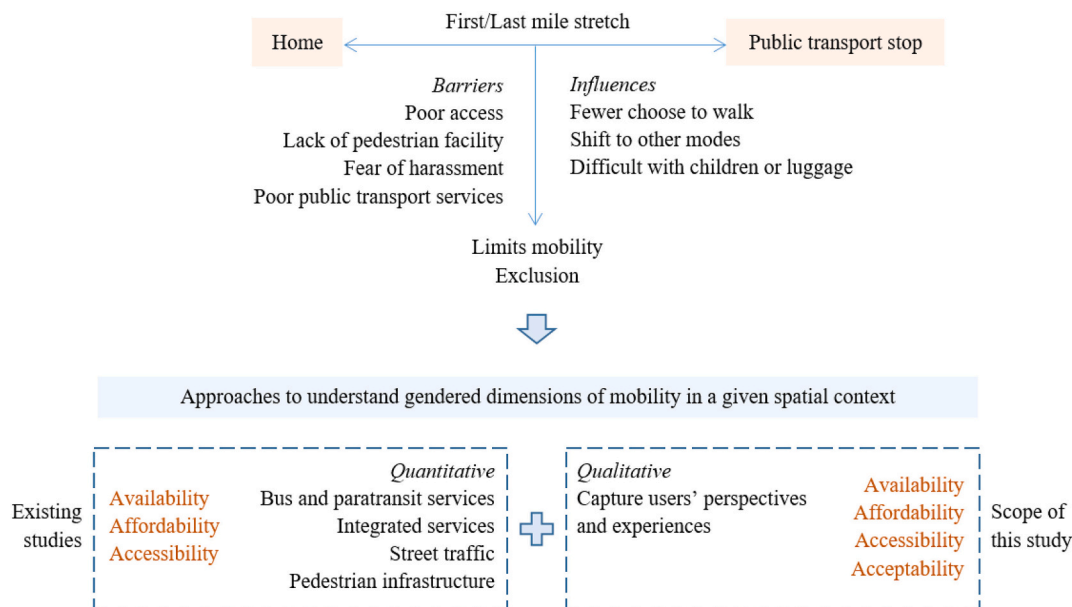 First/Last mile stretch
Home
Public transport stop
Barriers
Poor access
Lack of pedestrian facility
Fear of harassment
Poor public transport services
Influences
Fewer choose to walk
Shift to other modes
Difficult with children or luggage
Limits mobility
Exclusion
Approaches to understand gendered dimensions of mobility in a given spatial context
Existing
studies
Availability
Affordability
Accessibility
Quantitative
Bus and paratransit services
Integrated services
Street traffic
Pedestrian infrastructure
Qualitative
Capture users’ perspectives
and experiences
Availability
Affordability
Accessibility
Acceptability
Scope of
this study